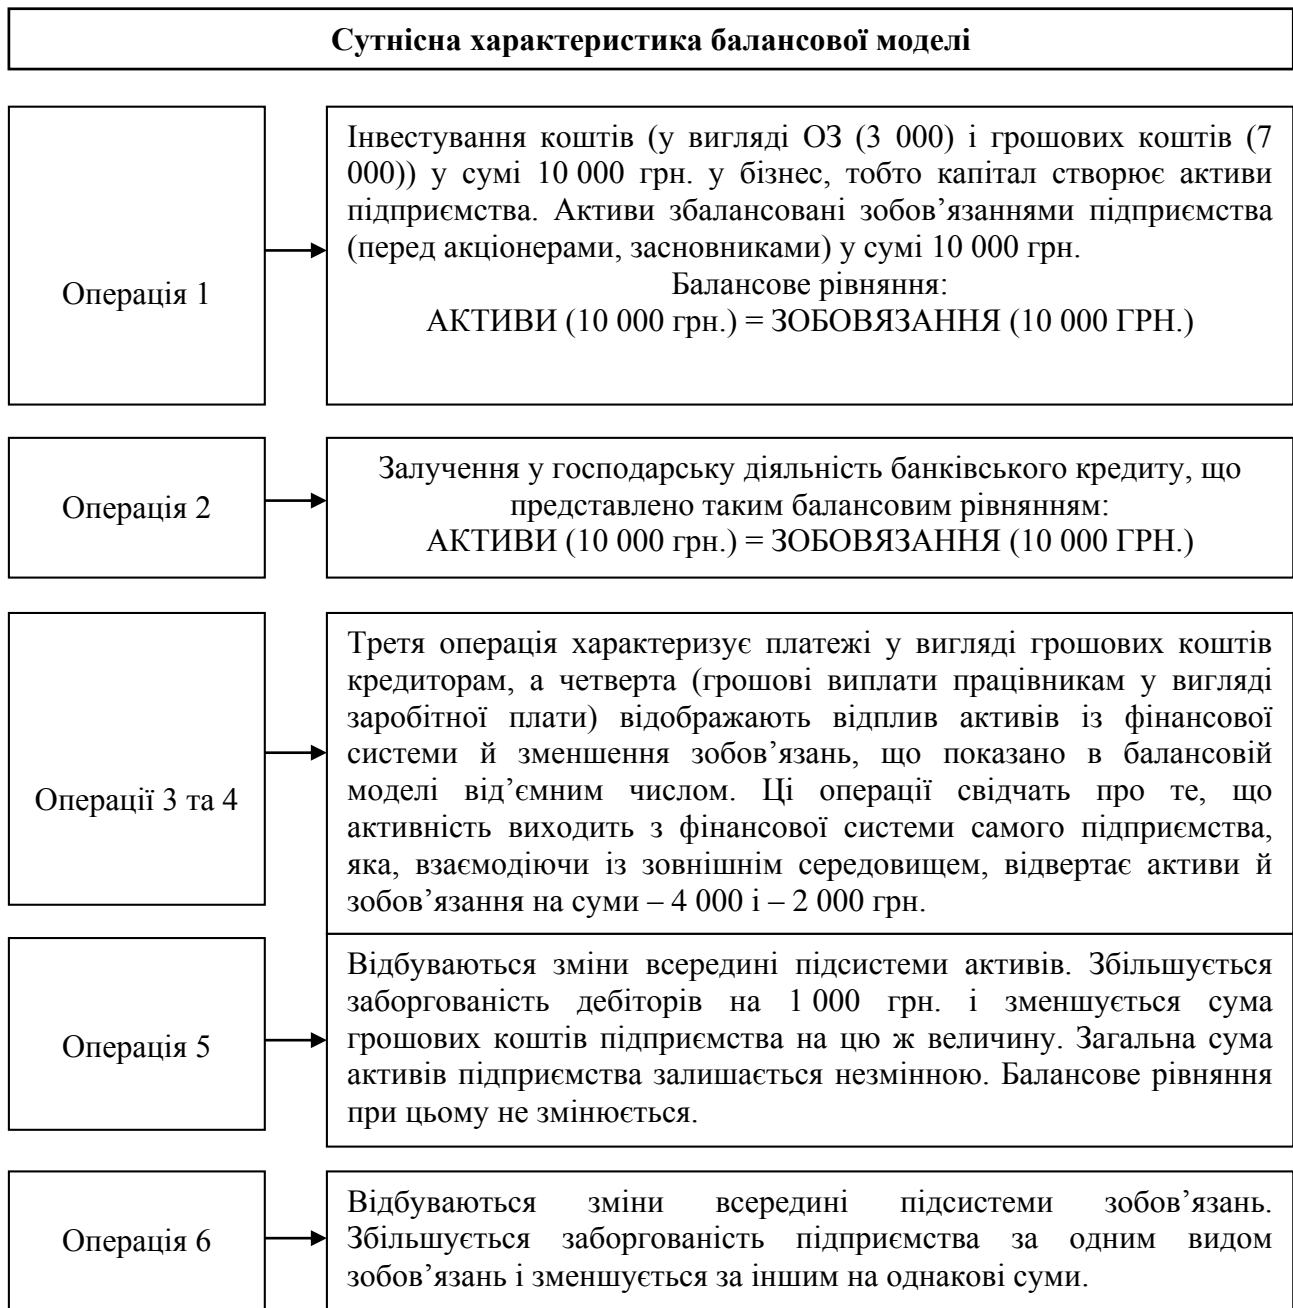 Сутнісна характеристика балансової моделі
Операція 1
Інвестування коштів (у вигляді ОЗ (3 000) і грошових коштів (7
000)) у сумі 10 000 грн. у бізнес, тобто капітал створює активи
підприємства. Активи збалансовані зобов’язаннями підприємства
(перед акціонерами, засновниками) у сумі 10 000 грн.
Балансове рівняння:
АКТИВИ (10 000 грн.) = ЗОБОВЯЗАННЯ (10 000 ГРН.)
Операція 2
Залучення у господарську діяльність банківського кредиту, що
представлено таким балансовим рівнянням:
АКТИВИ (10 000 грн.) = ЗОБОВЯЗАННЯ (10 000 ГРН.)
Операції 3 та 4
Третя операція характеризує платежі у вигляді грошових коштів
кредиторам, а четверта (грошові виплати працівникам у вигляді
заробітної плати) відображають відплив активів із фінансової
системи й зменшення зобов’язань, що показано в балансовій
моделі від’ємним числом. Ці операції свідчать про те, що
активність виходить з фінансової системи самого підприємства,
яка, взаємодіючи із зовнішнім середовищем, відвертає активи й
зобов’язання на суми – 4 000 і – 2 000 грн.
Операція 5
Відбуваються зміни всередині підсистеми активів. Збільшується
заборгованість дебіторів на 1 000 грн. і зменшується сума
грошових коштів підприємства на цю ж величину. Загальна сума
активів підприємства залишається незмінною. Балансове рівняння
при цьому не змінюється.
Операція 6
Відбуваються зміни всередині підсистеми зобов’язань.
Збільшується заборгованість підприємства за одним видом
зобов’язань і зменшується за іншим на однакові суми.